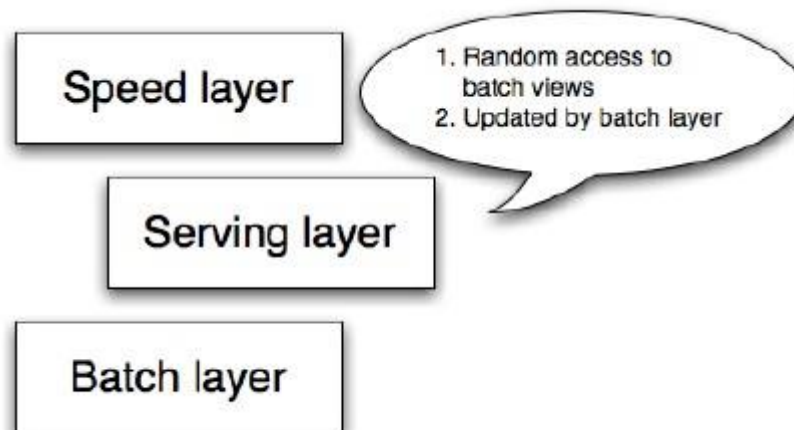 Speed layer
1. Random access to
batch views
2. Updated by batch layer
Serving layer
Batch layer